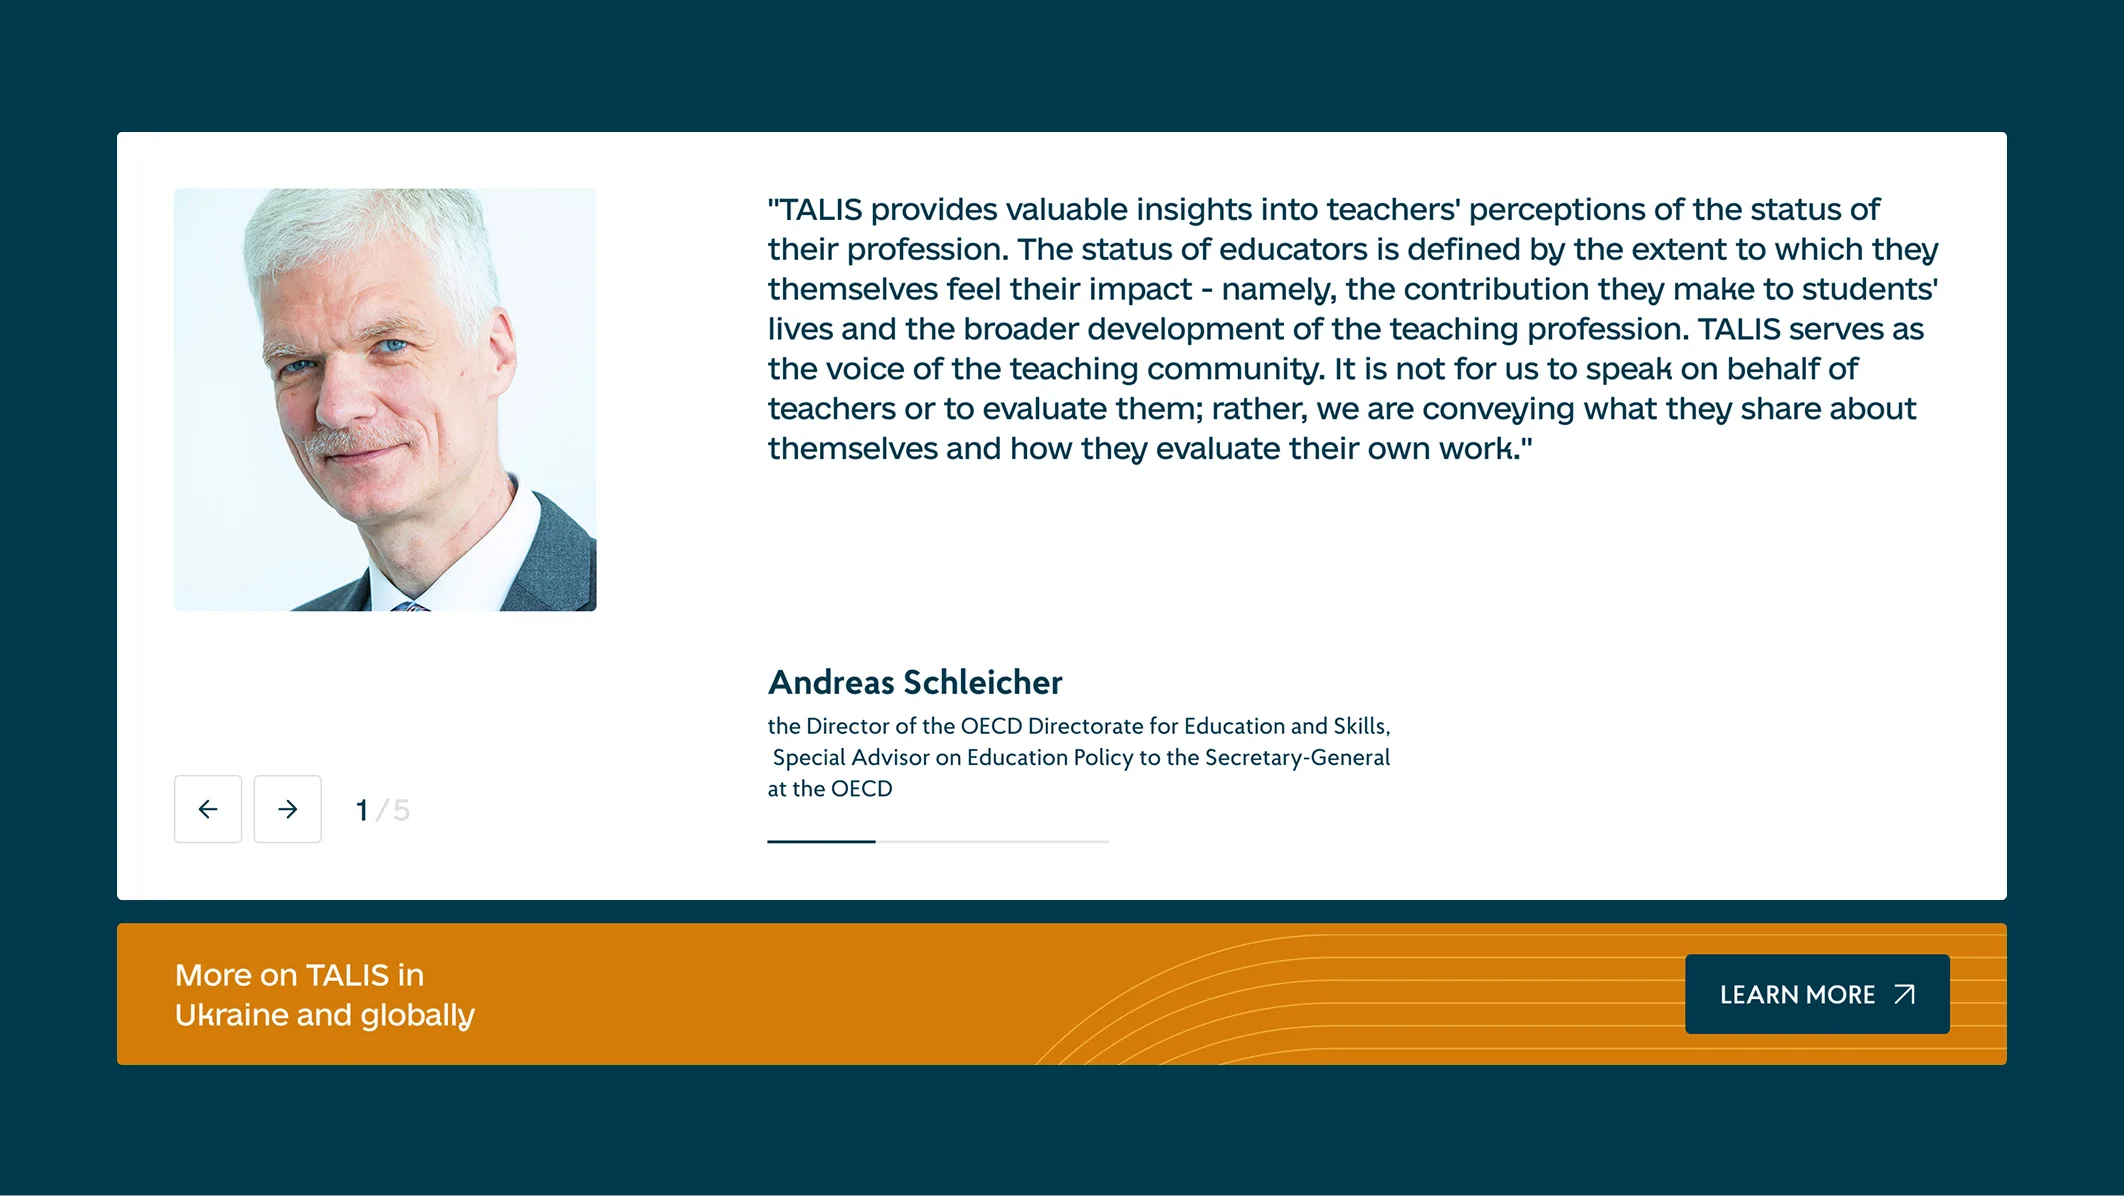 "TALIS provides valuable insights into teachers' perceptions of the status of
their profession. The status of educators is defined by the extent to which they
themselves feel their impact - namely, the contribution they make to students'
lives and the broader development of the teaching profession. TALIS serves as
the voice of the teaching community. It is not for us to speak on behalf of
teachers or to evaluate them; rather, we are conveying what they share about
themselves and how they evaluate their own work."
Andreas Schleicher
the Director of the OECD Directorate for Education and Skills,
Special Advisor on Education Policy to the Secretary-General
at the OECD
1/5
More on TALIS in
Ukraine and globally
LEARN MORE